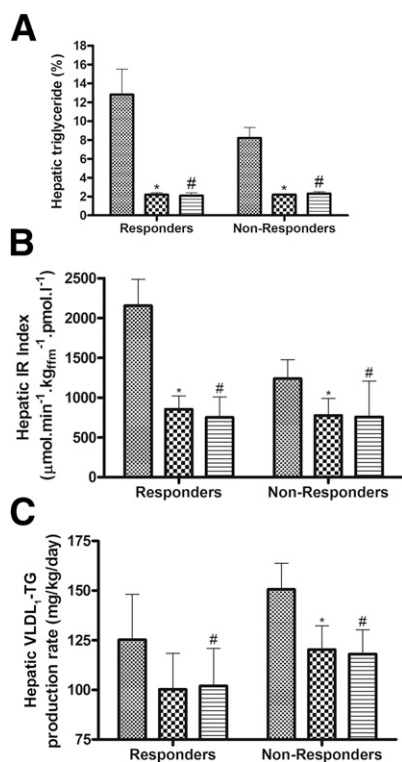 A
Hepatic triglyceride (%)
18
16
14
12
10
8
6
4
2
0
* # * #
Responders Non-Responders
B
Hepatic IR Index
(μmol.min⁻¹.kgffm⁻¹.pmol.l⁻¹)
2500
2000
1500
1000
500
0
* # * #
Responders Non-Responders
C
Hepatic VLDL₁-TG
production rate (mg/kg/day)
175
150
125
100
75
# * #
Responders Non-Responders